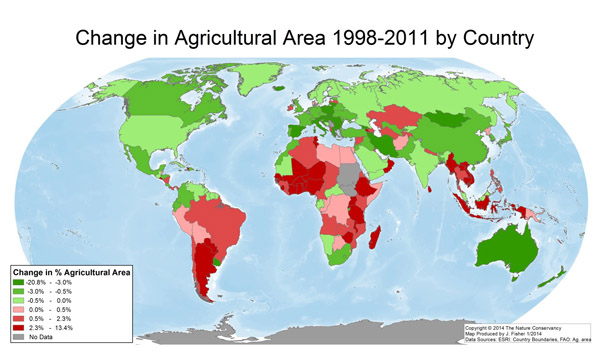 Change in Agricultural Area 1998-2011 by Country
Change in % Agricultural Area
-20.8% - -3.0%
-3.0% - -0.5%
-0.5% - 0.0%
0.0% - 0.5%
0.5% - 2.3%
2.3% - 13.4%
No Data
Copyright © 2014 The Nature Conservancy
Map Produced by J. Fisher 1/2014
Data Sources: ESRI: Country Boundaries, FAO: Ag. area